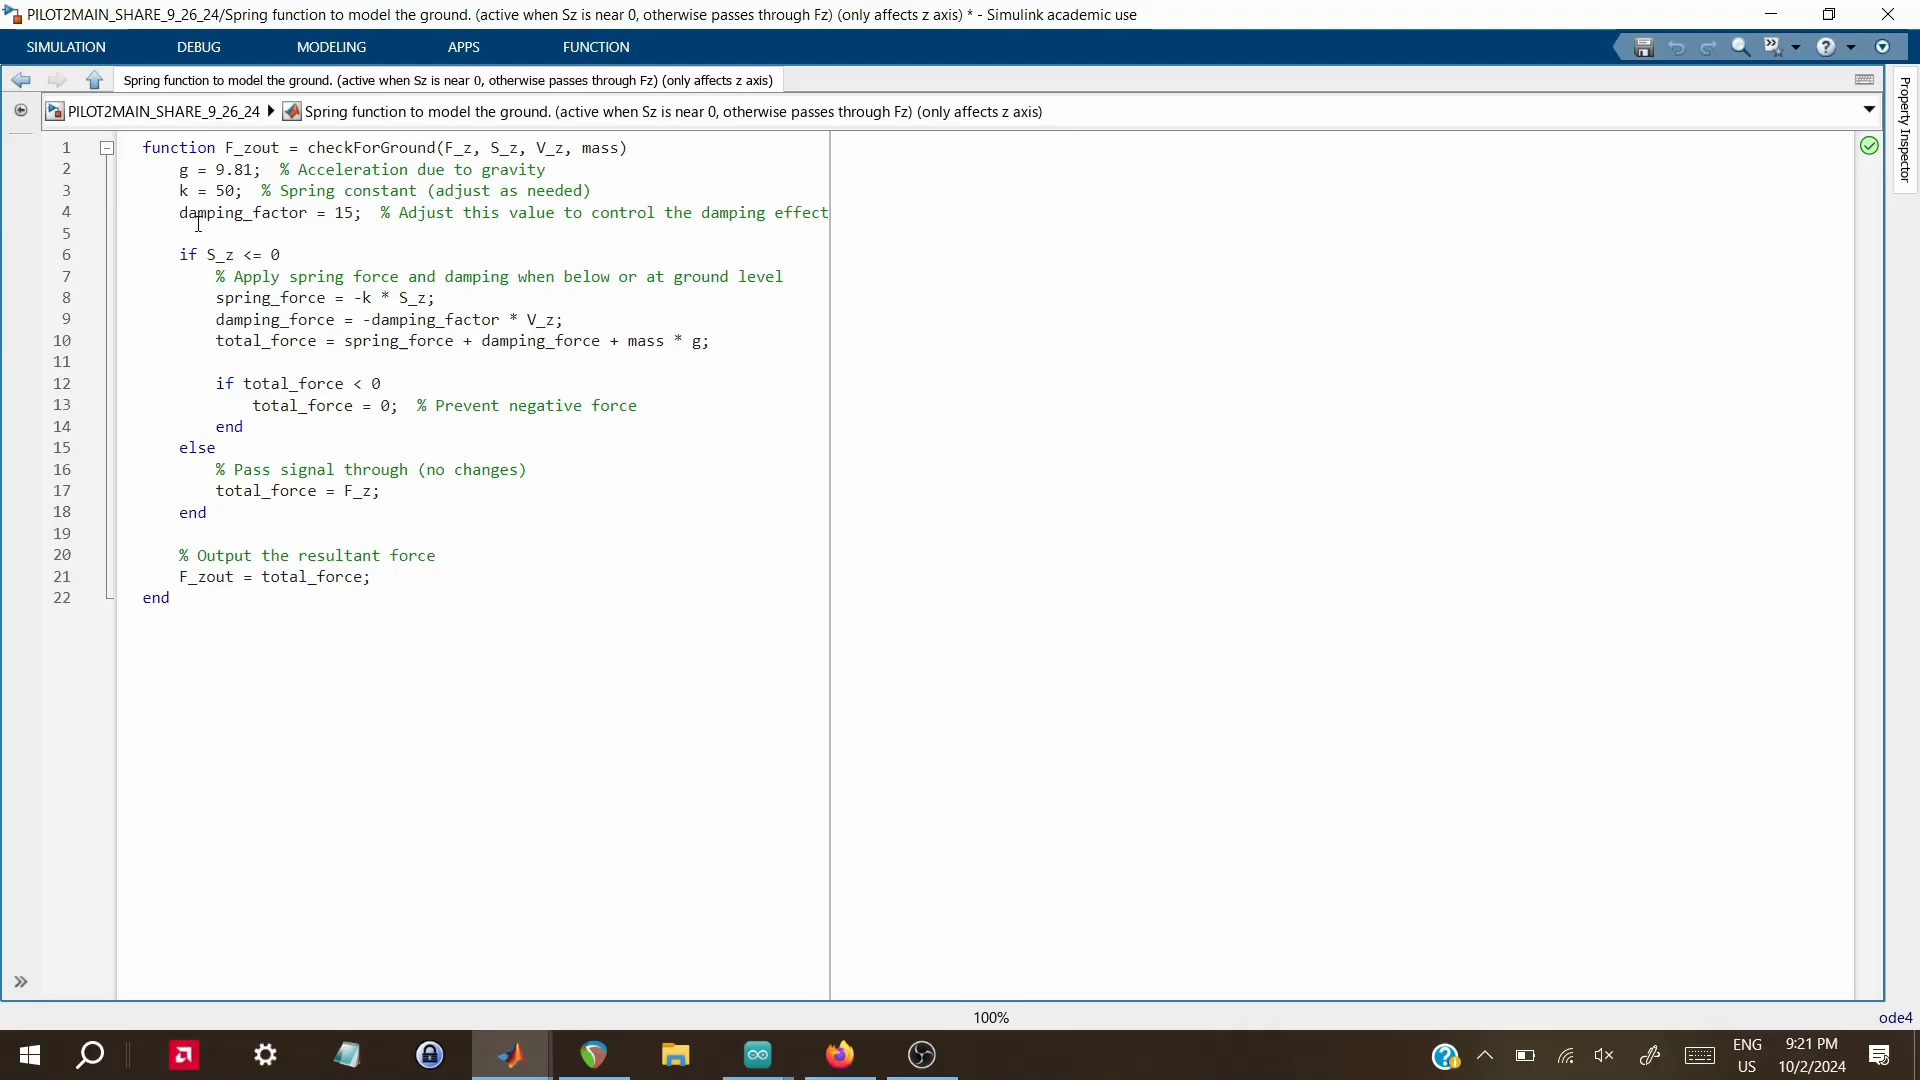 PILOT2MAIN_SHARE_9_26_24/Spring function to model the ground. (active when Sz is near 0, otherwise passes through Fz) (only affects z axis) * - Simulink academic use
SIMULATION DEBUG MODELING APPS FUNCTION
Spring function to model the ground. (active when Sz is near 0, otherwise passes through Fz) (only affects z axis)
PILOT2MAIN_SHARE_9_26_24 Spring function to model the ground. (active when Sz is near 0, otherwise passes through Fz) (only affects z axis)
Property Inspector
1 function F_zout = checkForGround(F_z, S_z, V_z, mass)
2 g = 9.81; % Acceleration due to gravity
3 k = 50; % Spring constant (adjust as needed)
4 damping_factor = 15; % Adjust this value to control the damping effect
5
6 if S_z <= 0
7 % Apply spring force and damping when below or at ground level
8 spring_force = -k * S_z;
9 damping_force = -damping_factor * V_z;
10 total_force = spring_force + damping_force + mass * g;
11
12 if total_force < 0
13 total_force = 0; % Prevent negative force
14 end
15 else
16 % Pass signal through (no changes)
17 total_force = F_z;
18 end
19
20 % Output the resultant force
21 F_zout = total_force;
22 end
100%
ode4
ENG
US
9:21 PM
10/2/2024